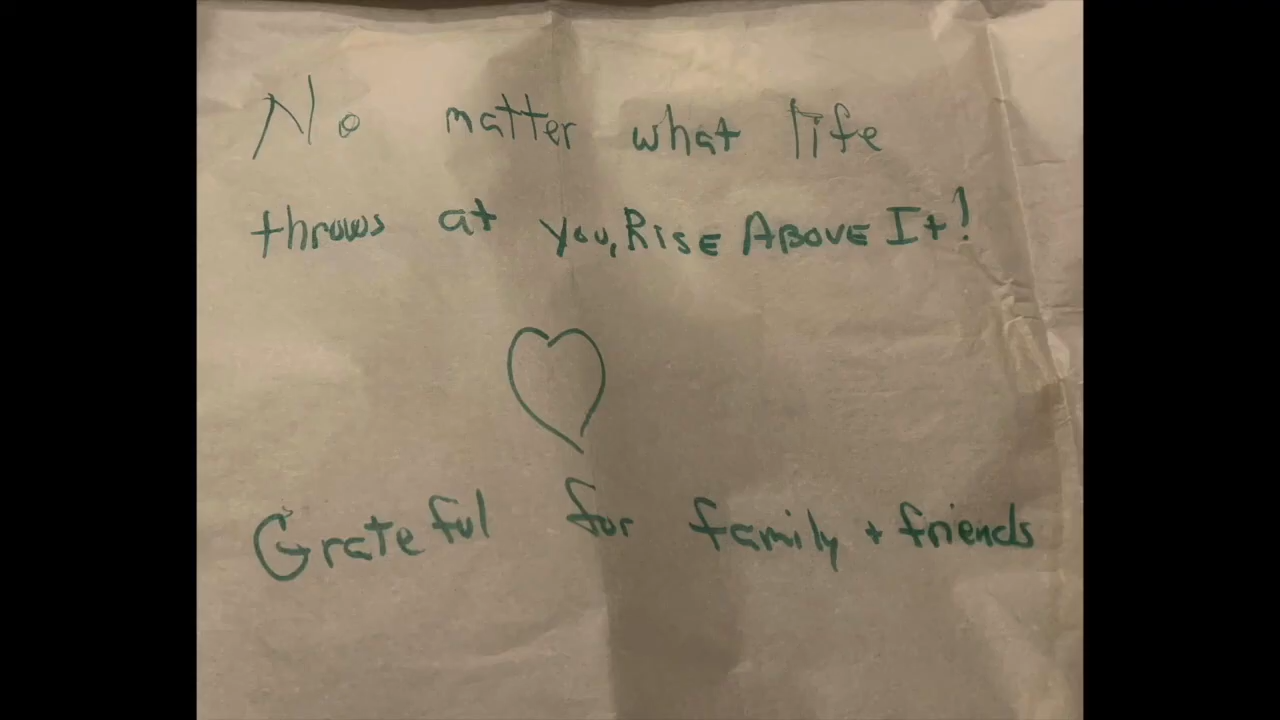 No matter what life
throws at you, RISE ABOVE It!
Grateful for family + friends